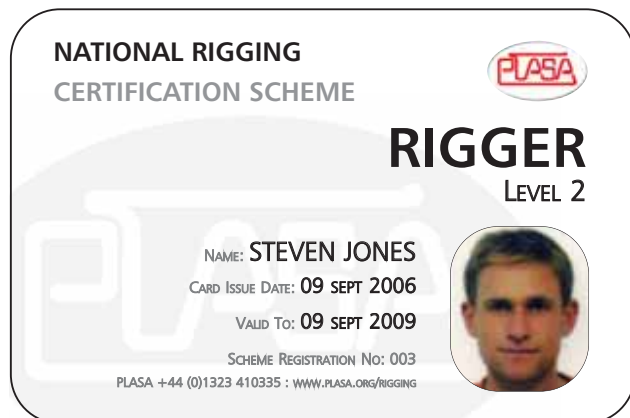 NATIONAL RIGGING
CERTIFICATION SCHEME
PLASA
RIGGER
LEVEL 2
NAME: STEVEN JONES
CARD ISSUE DATE: 09 SEPT 2006
VALID TO: 09 SEPT 2009
SCHEME REGISTRATION NO: 003
PLASA +44 (0)1323 410335 : WWW.PLASA.ORG/RIGGING
PLASA